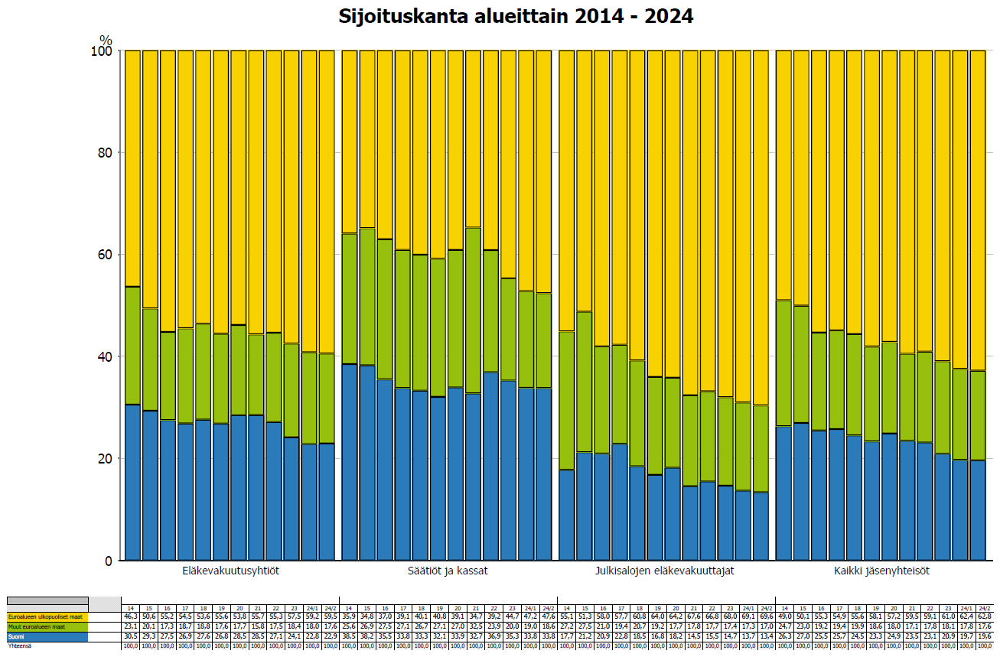 Sijoituskanta alueittain 2014 - 2024
%
100
80
60
40
20
0
Eläkevakuutusyhtiöt Säätiöt ja kassat Julkisalojen eläkevakuuttajat Kaikki jäsenyhteisöt
14 15 16 17 18 19 20 21 22 23 24/1 24/2 14 15 16 17 18 19 20 21 22 23 24/1 24/2 14 15 16 17 18 19 20 21 22 23 24/1 24/2 14 15 16 17 18 19 20 21 22 23 24/1 24/2
Euroalueen ulkopuoliset maat 46,3 50,6 55,2 54,5 53,6 55,6 53,8 55,7 55,3 57,5 59,2 59,5 35,9 34,8 37,0 39,1 40,1 40,8 39,1 34,7 39,2 44,7 47,2 47,6 55,1 51,3 58,0 57,7 60,8 64,0 64,2 67,6 66,8 68,0 69,1 69,6 49,0 50,1 55,3 54,9 55,6 58,1 57,2 59,5 59,1 61,0 62,4 62,8
Muut euroalueen maat 23,1 20,1 17,3 18,7 18,8 17,6 17,7 15,8 17,5 18,4 18,0 17,6 25,6 26,9 27,5 27,1 26,7 27,1 27,0 32,5 23,9 20,0 19,0 18,6 27,2 27,5 21,0 19,4 20,7 19,2 17,7 17,8 17,7 17,4 17,3 17,0 24,7 23,0 19,2 19,4 19,9 18,6 18,0 17,1 17,8 18,1 17,8 17,6
Suomi 30,5 29,3 27,5 26,9 27,6 26,8 28,5 28,5 27,1 24,1 22,8 22,9 38,5 38,2 35,5 33,8 33,3 32,1 33,9 32,7 36,9 35,3 33,8 33,8 17,7 21,2 20,9 22,8 18,5 16,8 18,2 14,5 15,5 14,7 13,7 13,4 26,3 27,0 25,5 25,7 24,5 23,3 24,9 23,5 23,1 20,9 19,7 19,6
Yhteensä 100,0 100,0 100,0 100,0 100,0 100,0 100,0 100,0 100,0 100,0 100,0 100,0 100,0 100,0 100,0 100,0 100,0 100,0 100,0 100,0 100,0 100,0 100,0 100,0 100,0 100,0 100,0 100,0 100,0 100,0 100,0 100,0 100,0 100,0 100,0 100,0 100,0 100,0 100,0 100,0 100,0 100,0 100,0 100,0 100,0 100,0 100,0 100,0